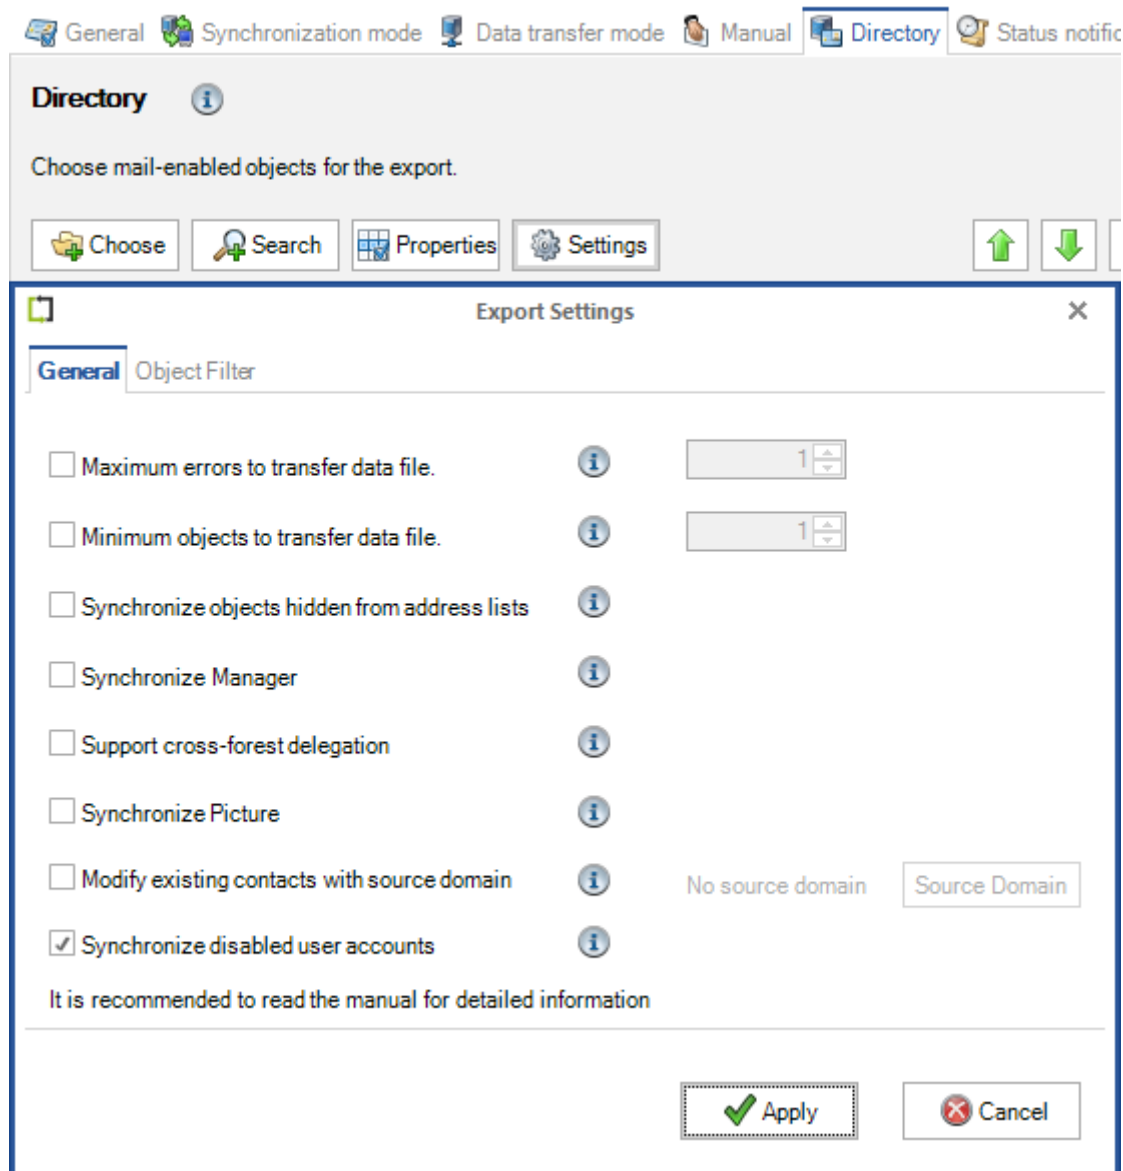 General Synchronization mode Data transfer mode Manual Directory Status notific
Directory
Choose mail-enabled objects for the export.
Choose Search Properties Settings
Export Settings
General Object Filter
Maximum errors to transfer data file. 1
Minimum objects to transfer data file. 1
Synchronize objects hidden from address lists
Synchronize Manager
Support cross-forest delegation
Synchronize Picture
Modify existing contacts with source domain No source domain Source Domain
Synchronize disabled user accounts
It is recommended to read the manual for detailed information
Apply Cancel